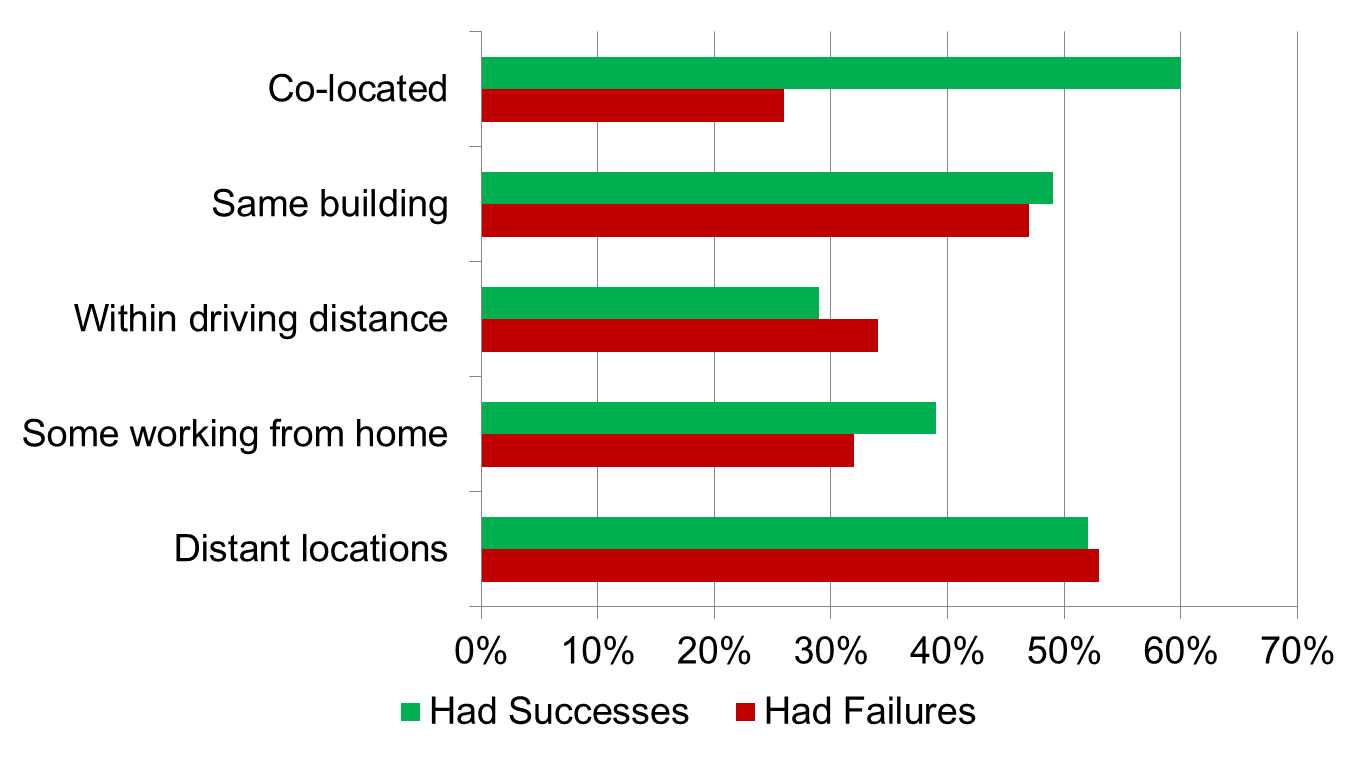 Co-located
Same building
Within driving distance
Some working from home
Distant locations
0% 10% 20% 30% 40% 50% 60% 70%
Had Successes Had Failures